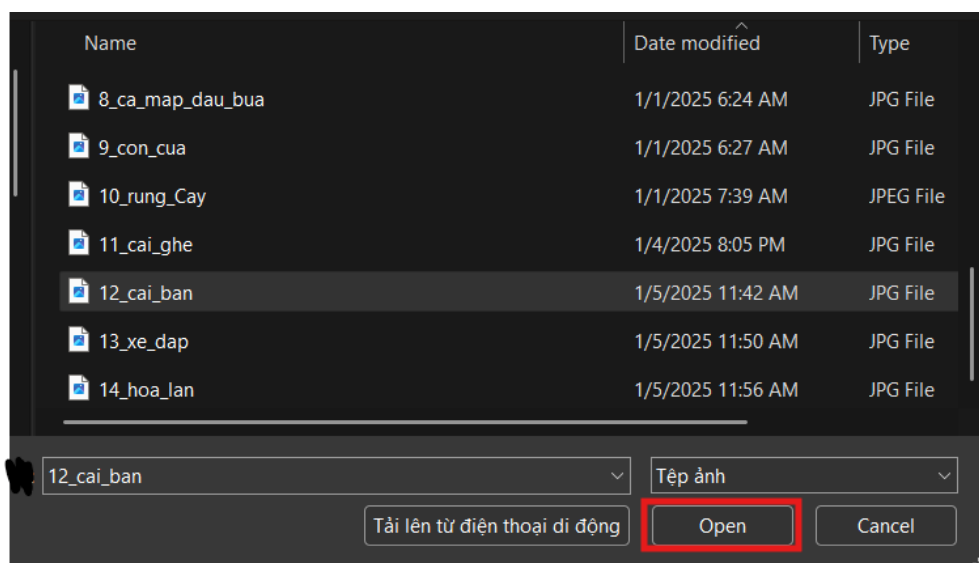 Name Date modified Type
8_ca_map_dau_bua 1/1/2025 6:24 AM JPG File
9_con_cua 1/1/2025 6:27 AM JPG File
10_rung_Cay 1/1/2025 7:39 AM JPEG File
11_cai_ghe 1/4/2025 8:05 PM JPG File
12_cai_ban 1/5/2025 11:42 AM JPG File
13_xe_dap 1/5/2025 11:50 AM JPG File
14_hoa_lan 1/5/2025 11:56 AM JPG File
12_cai_ban Tệp ảnh
Tải lên từ điện thoại di động Open Cancel